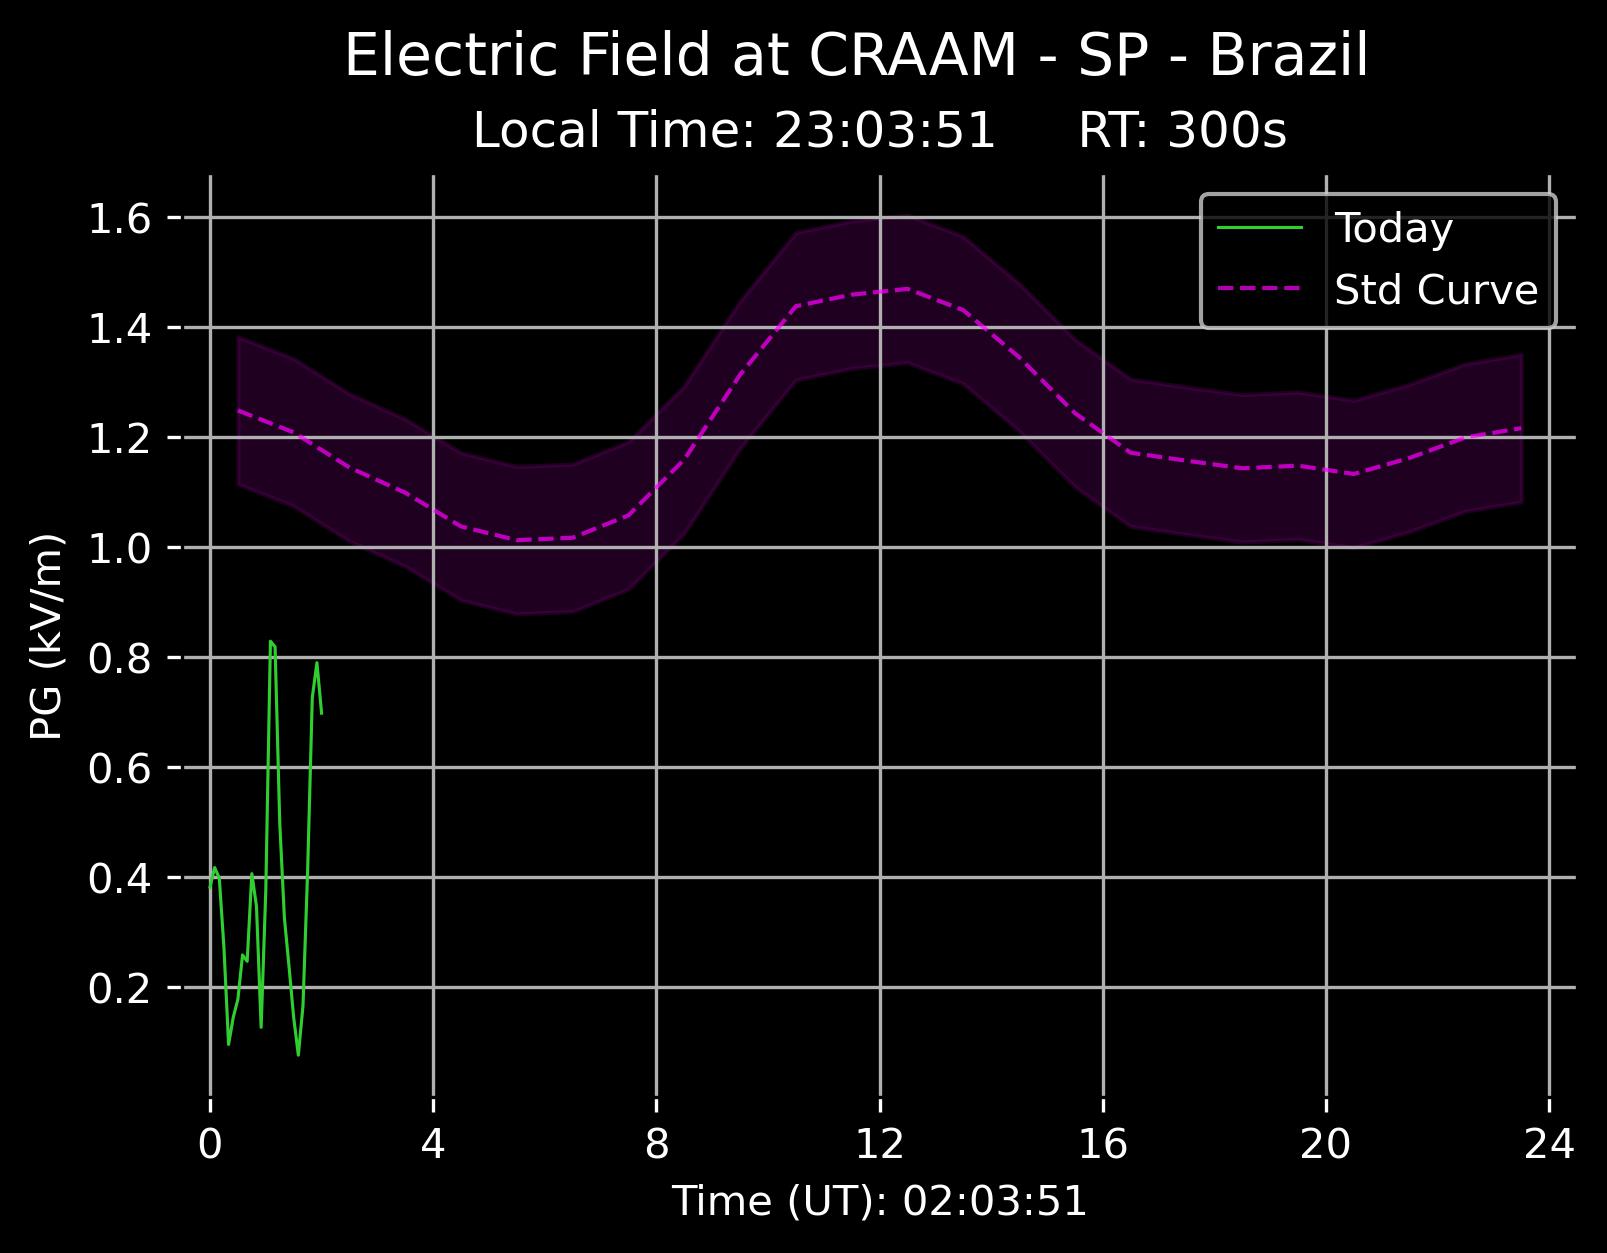 Electric Field at CRAAM - SP - Brazil
Local Time: 23:03:51 RT: 300s
Today
Std Curve
PG (kV/m)
1.6
1.4
1.2
1.0
0.8
0.6
0.4
0.2
0 4 8 12 16 20 24
Time (UT): 02:03:51